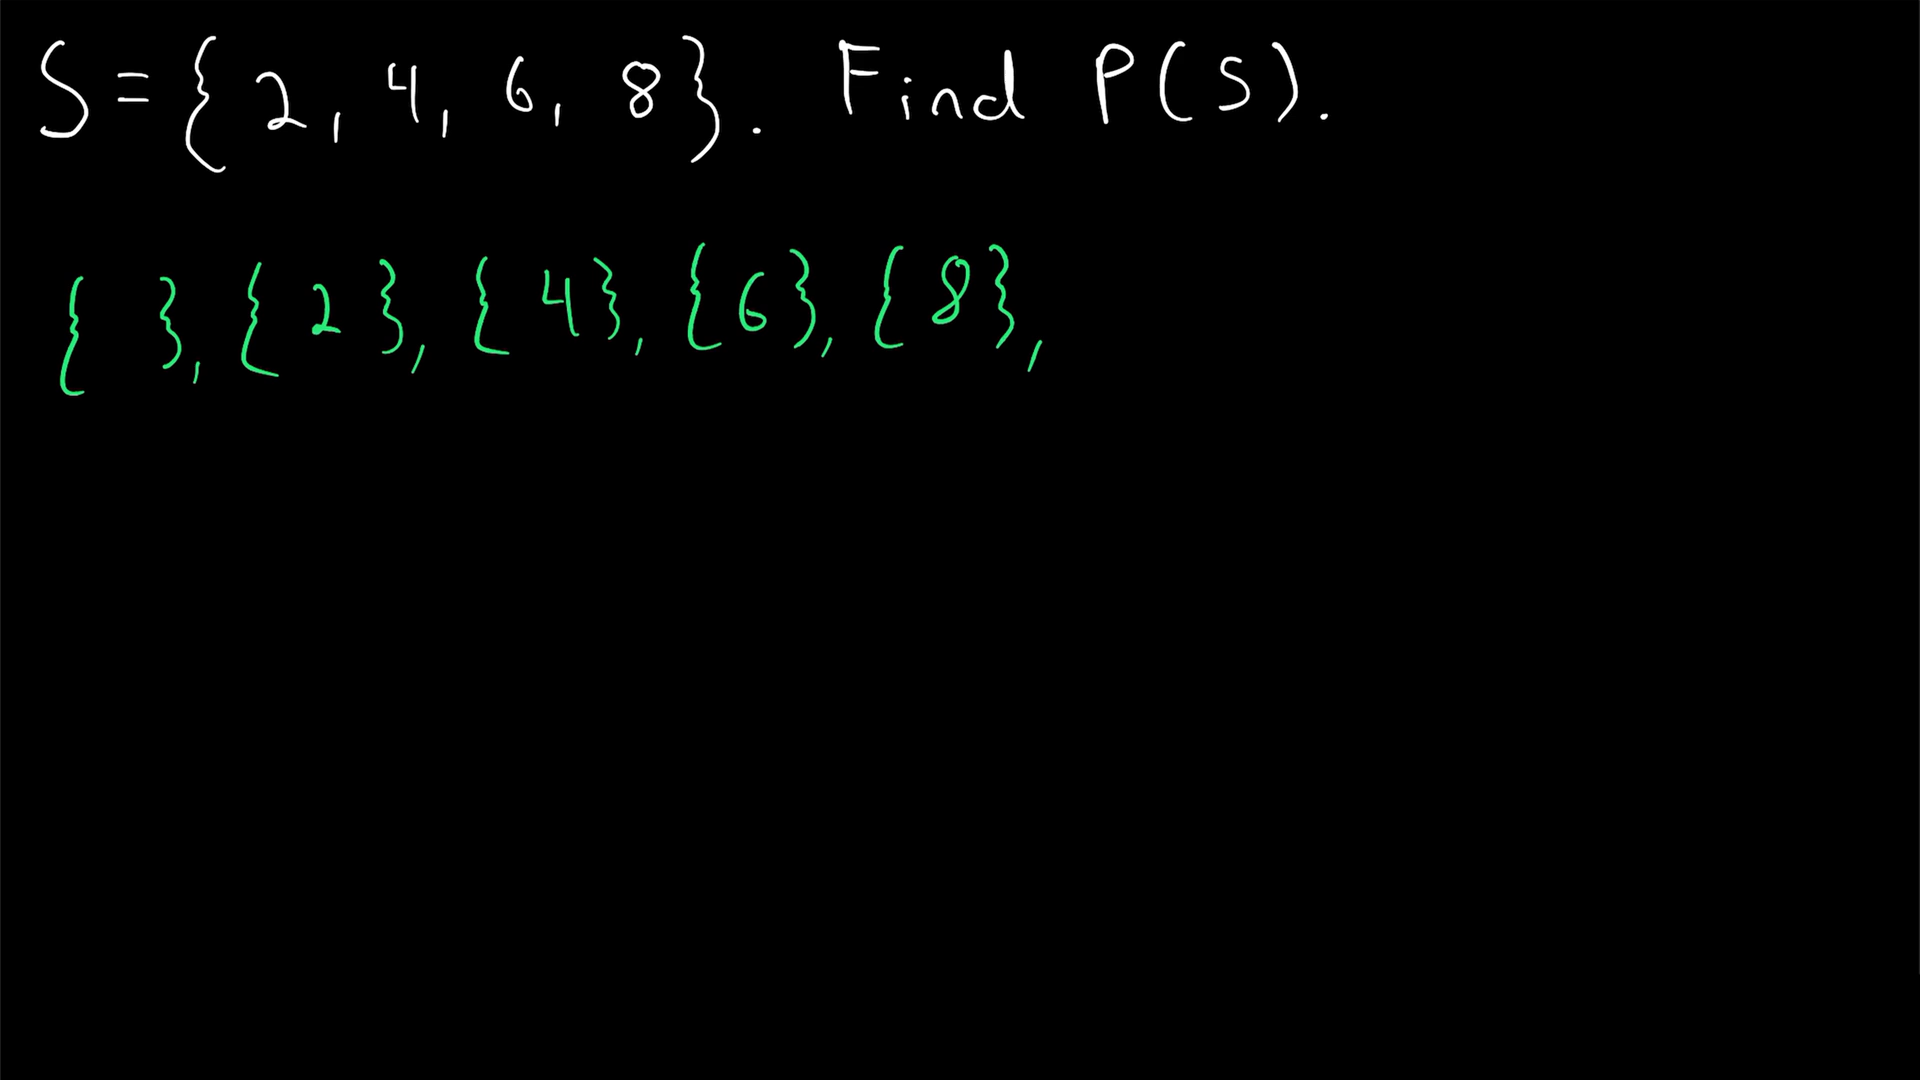 S = { 2, 4, 6, 8 }. Find P(S).
{ }, { 2 }, { 4 }, { 6 }, { 8 },